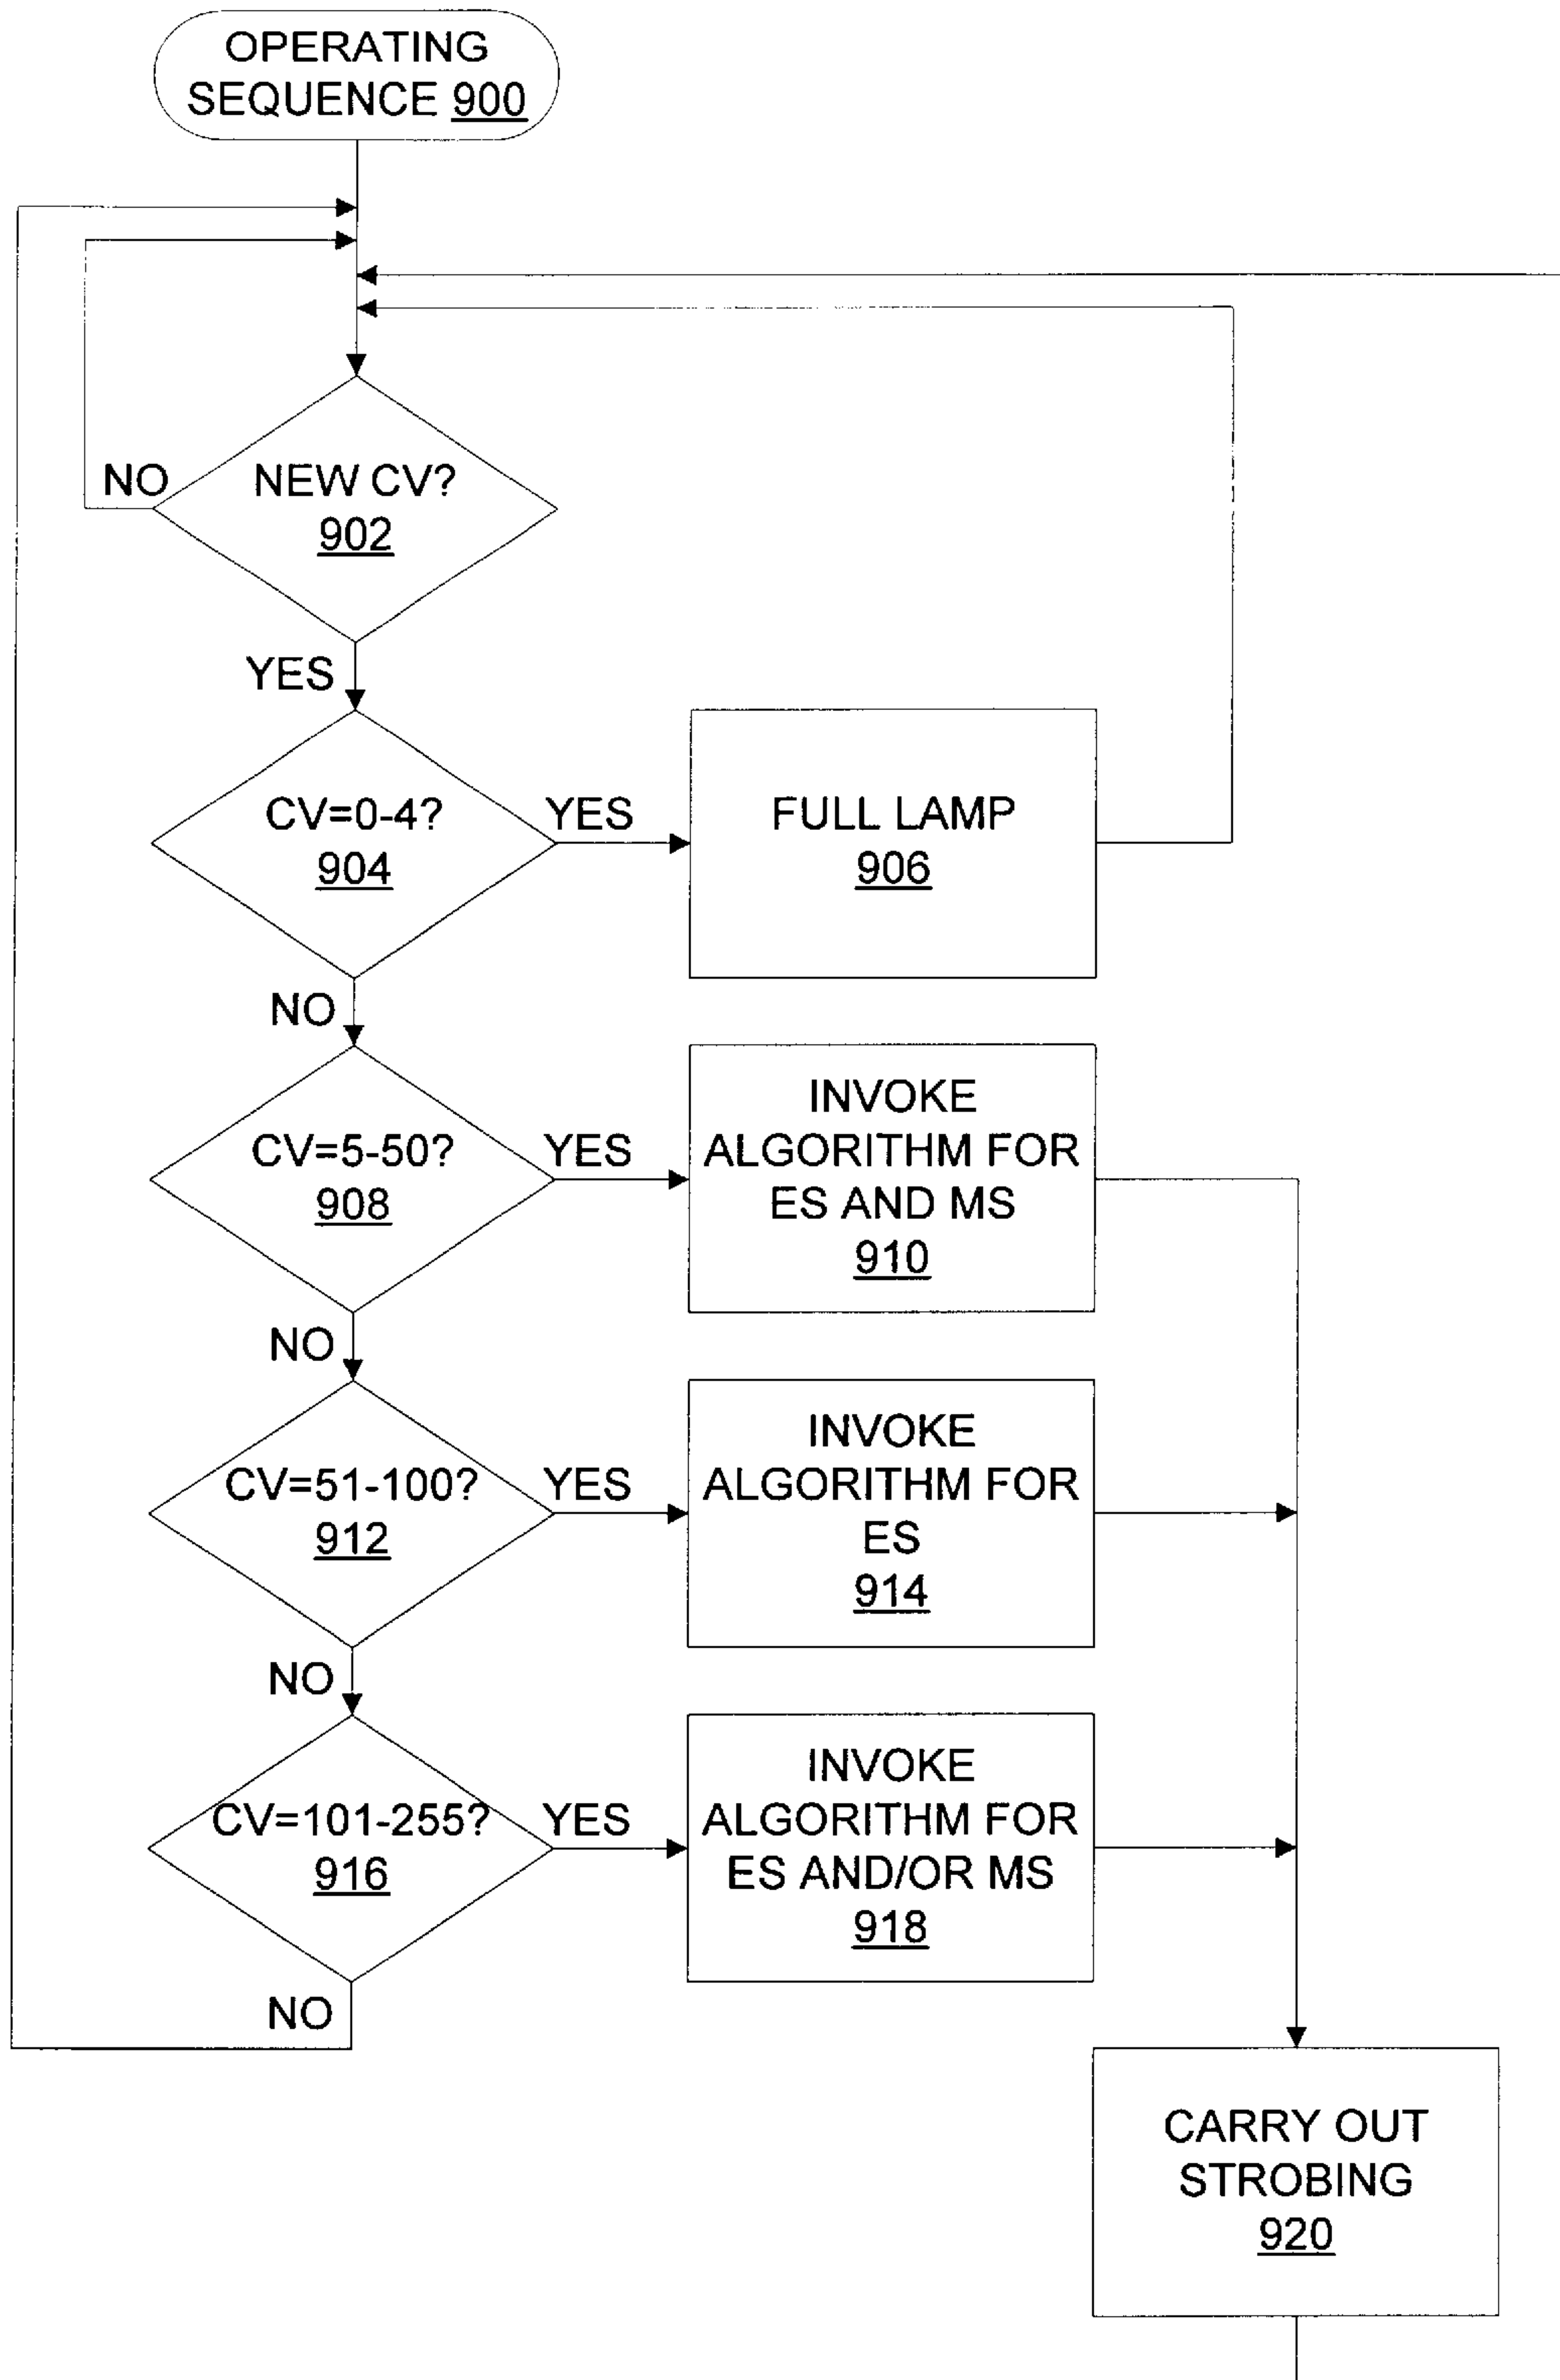 OPERATING
SEQUENCE 900
NO
NEW CV?
902
YES
CV=0-4?
904
YES
FULL LAMP
906
NO
CV=5-50?
908
YES
INVOKE
ALGORITHM FOR
ES AND MS
910
NO
CV=51-100?
912
YES
INVOKE
ALGORITHM FOR
ES
914
NO
CV=101-255?
916
YES
INVOKE
ALGORITHM FOR
ES AND/OR MS
918
NO
CARRY OUT
STROBING
920